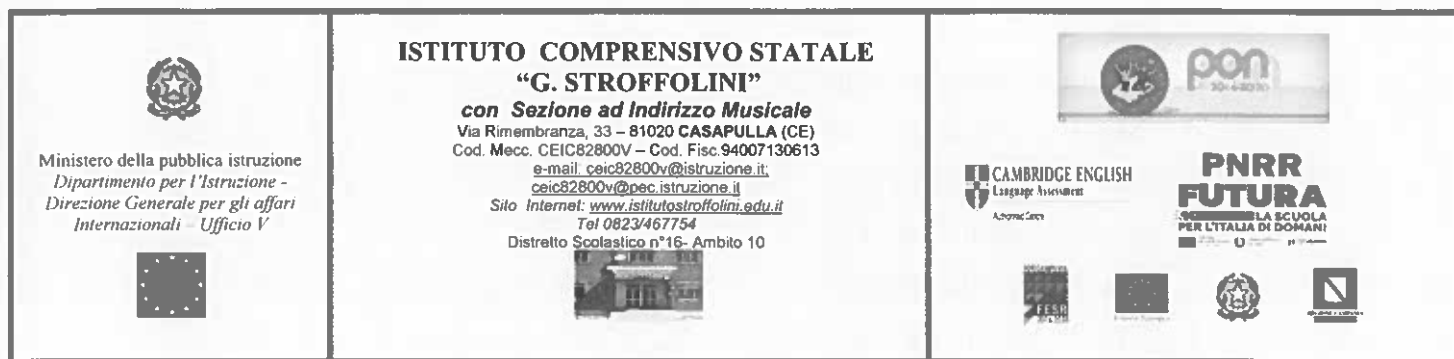 Ministero della pubblica istruzione
Dipartimento per l'Istruzione -
Direzione Generale per gli affari
Internazionali – Ufficio V
ISTITUTO COMPRENSIVO STATALE
“G. STROFFOLINI”
con Sezione ad Indirizzo Musicale
Via Rimembranza, 33 – 81020 CASAPULLA (CE)
Cod. Mecc. CEIC82800V – Cod. Fisc.94007130613
e-mail: ceic82800v@istruzione.it;
ceic82800v@pec.istruzione.it
Sito Internet: www.istitutostroffolini.edu.it
Tel 0823/467754
Distretto Scolastico n°16- Ambito 10
pon
2014-2020
CAMBRIDGE ENGLISH
Language Assessment
PNRR
FUTURA
LA SCUOLA
PER L'ITALIA DI DOMANI
FESR